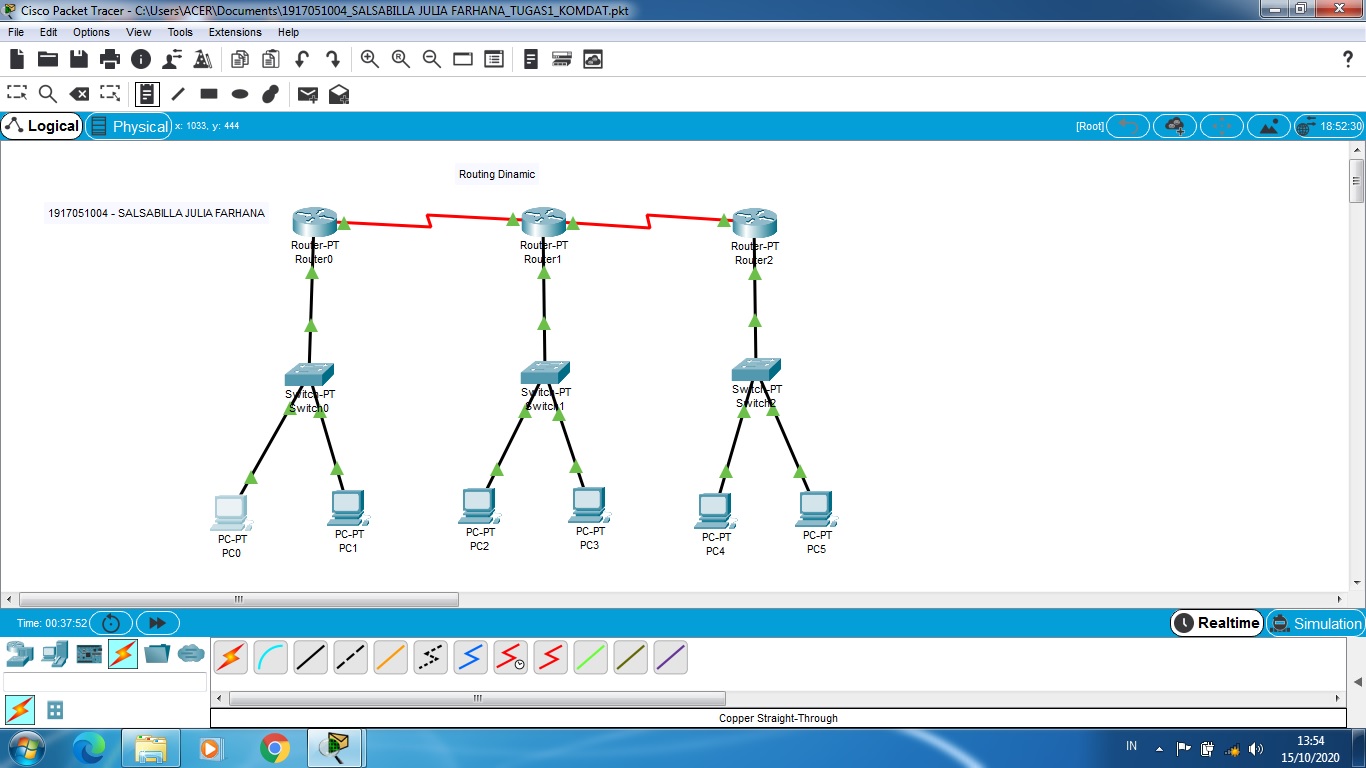 Cisco Packet Tracer - C:\Users\ACER\Documents\1917051004_SALSABILLA JULIA FARHANA_TUGAS1_KOMDAT.pkt
File Edit Options View Tools Extensions Help
?
Logical Physical x: 1033, y: 444 [Root] 18:52:30
Routing Dinamic
1917051004 - SALSABILLA JULIA FARHANA
Router-PT Router-PT Router-PT
Router0 Router1 Router2
Switch-PT Switch-PT Switch-PT
Switch0 Switch1 Switch2
PC-PT PC-PT PC-PT PC-PT PC-PT PC-PT
PC0 PC1 PC2 PC3 PC4 PC5
Time: 00:37:52 Realtime Simulation
Copper Straight-Through
IN 13:54
15/10/2020